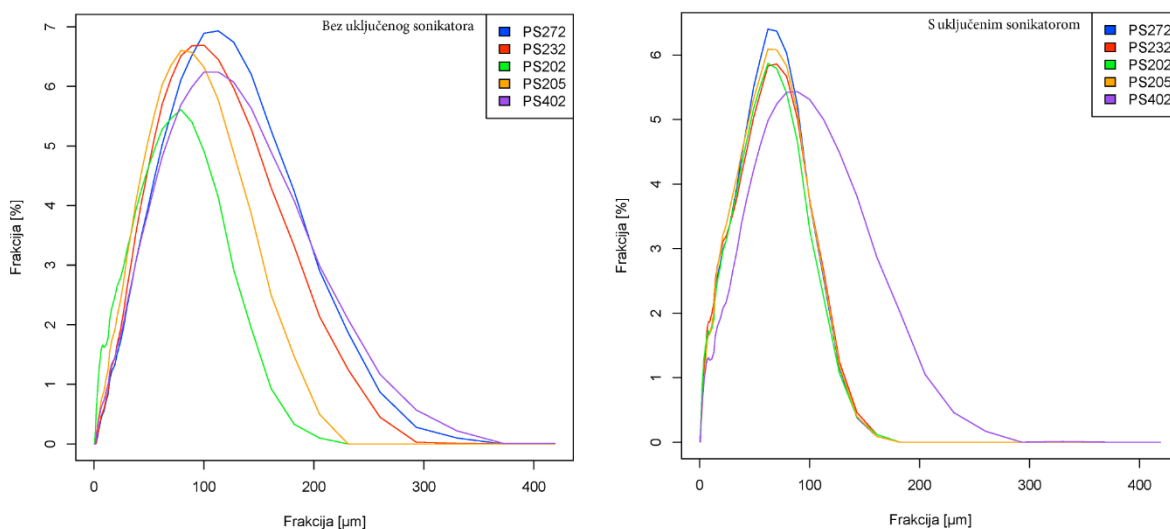 Bez uključenog sonikatora
PS272
PS232
PS202
PS205
PS402
7
6
5
4
3
2
1
0
Frakcija [%]
0 100 200 300 400
Frakcija [µm]
S uključenim sonikatorom
PS272
PS232
PS202
PS205
PS402
6
5
4
3
2
1
0
Frakcija [%]
0 100 200 300 400
Frakcija [µm]